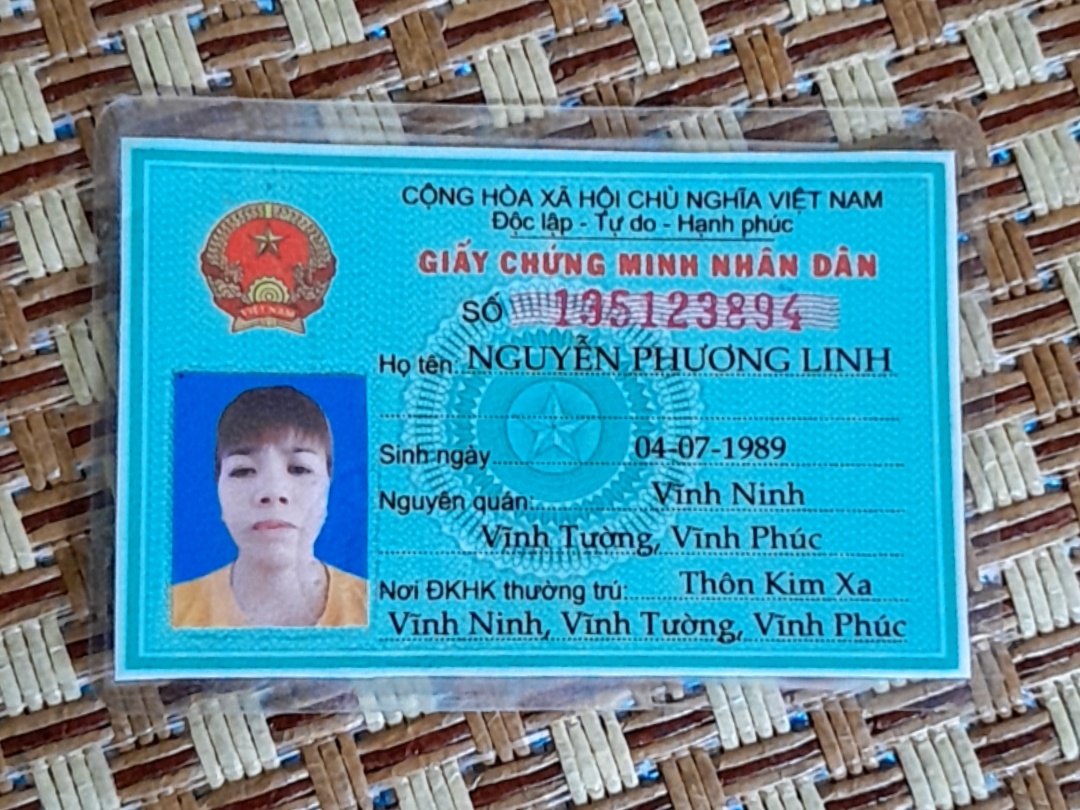 CỘNG HÒA XÃ HỘI CHỦ NGHĨA VIỆT NAM
Độc lập - Tự do - Hạnh phúc
GIẤY CHỨNG MINH NHÂN DÂN
SỐ 135123894
Họ tên: NGUYỄN PHƯƠNG LINH
Sinh ngày 04-07-1989
Nguyên quán: Vĩnh Ninh
Vĩnh Tường, Vĩnh Phúc
Nơi ĐKHK thường trú: Thôn Kim Xa
Vĩnh Ninh, Vĩnh Tường, Vĩnh Phúc
VIỆT NAM